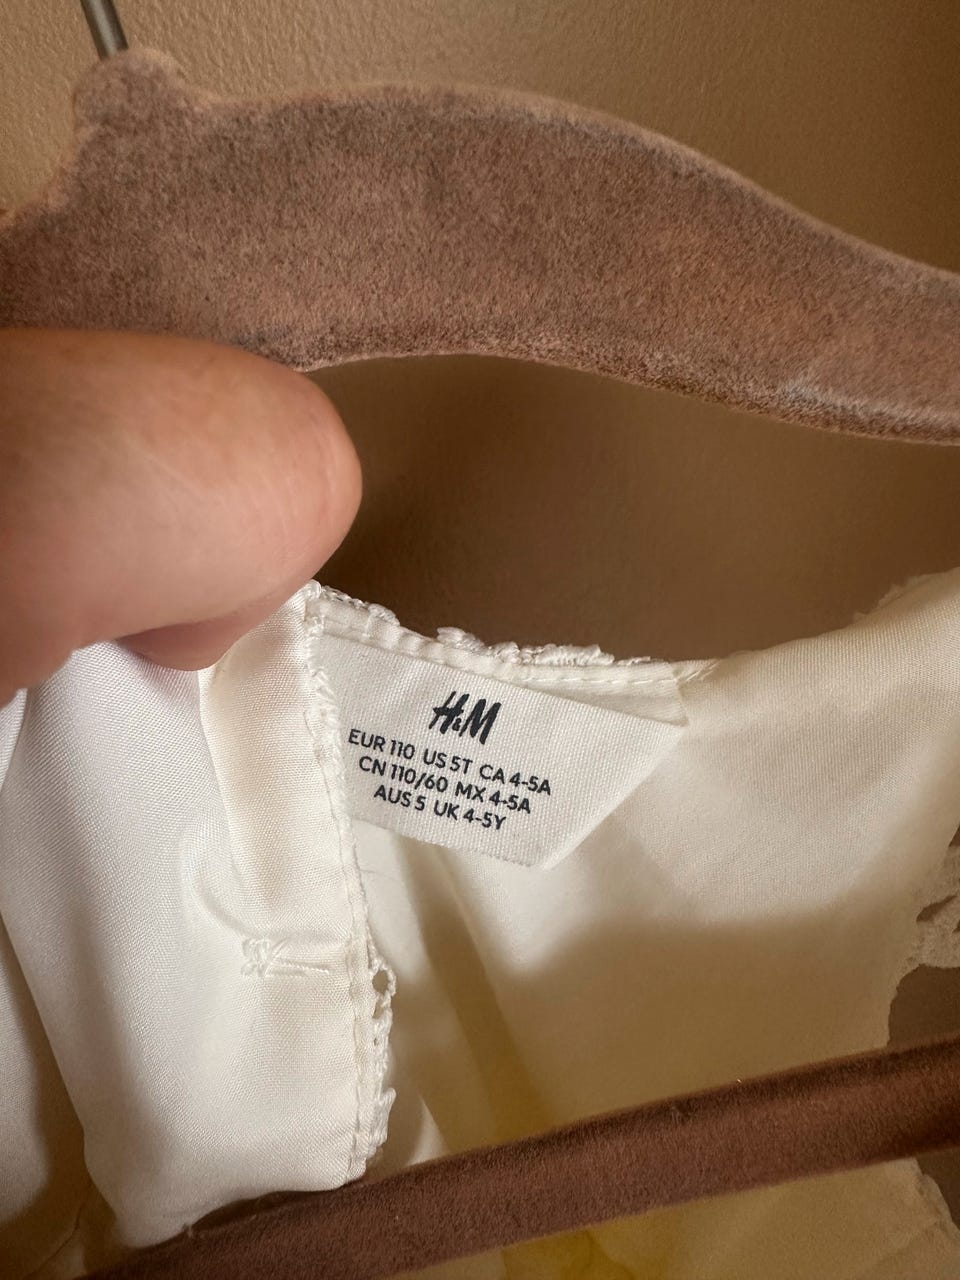 H&M
EUR 110 US 5T CA 4-5A
CN 110/60 MX 4-5A
AUS 5 UK 4-5Y